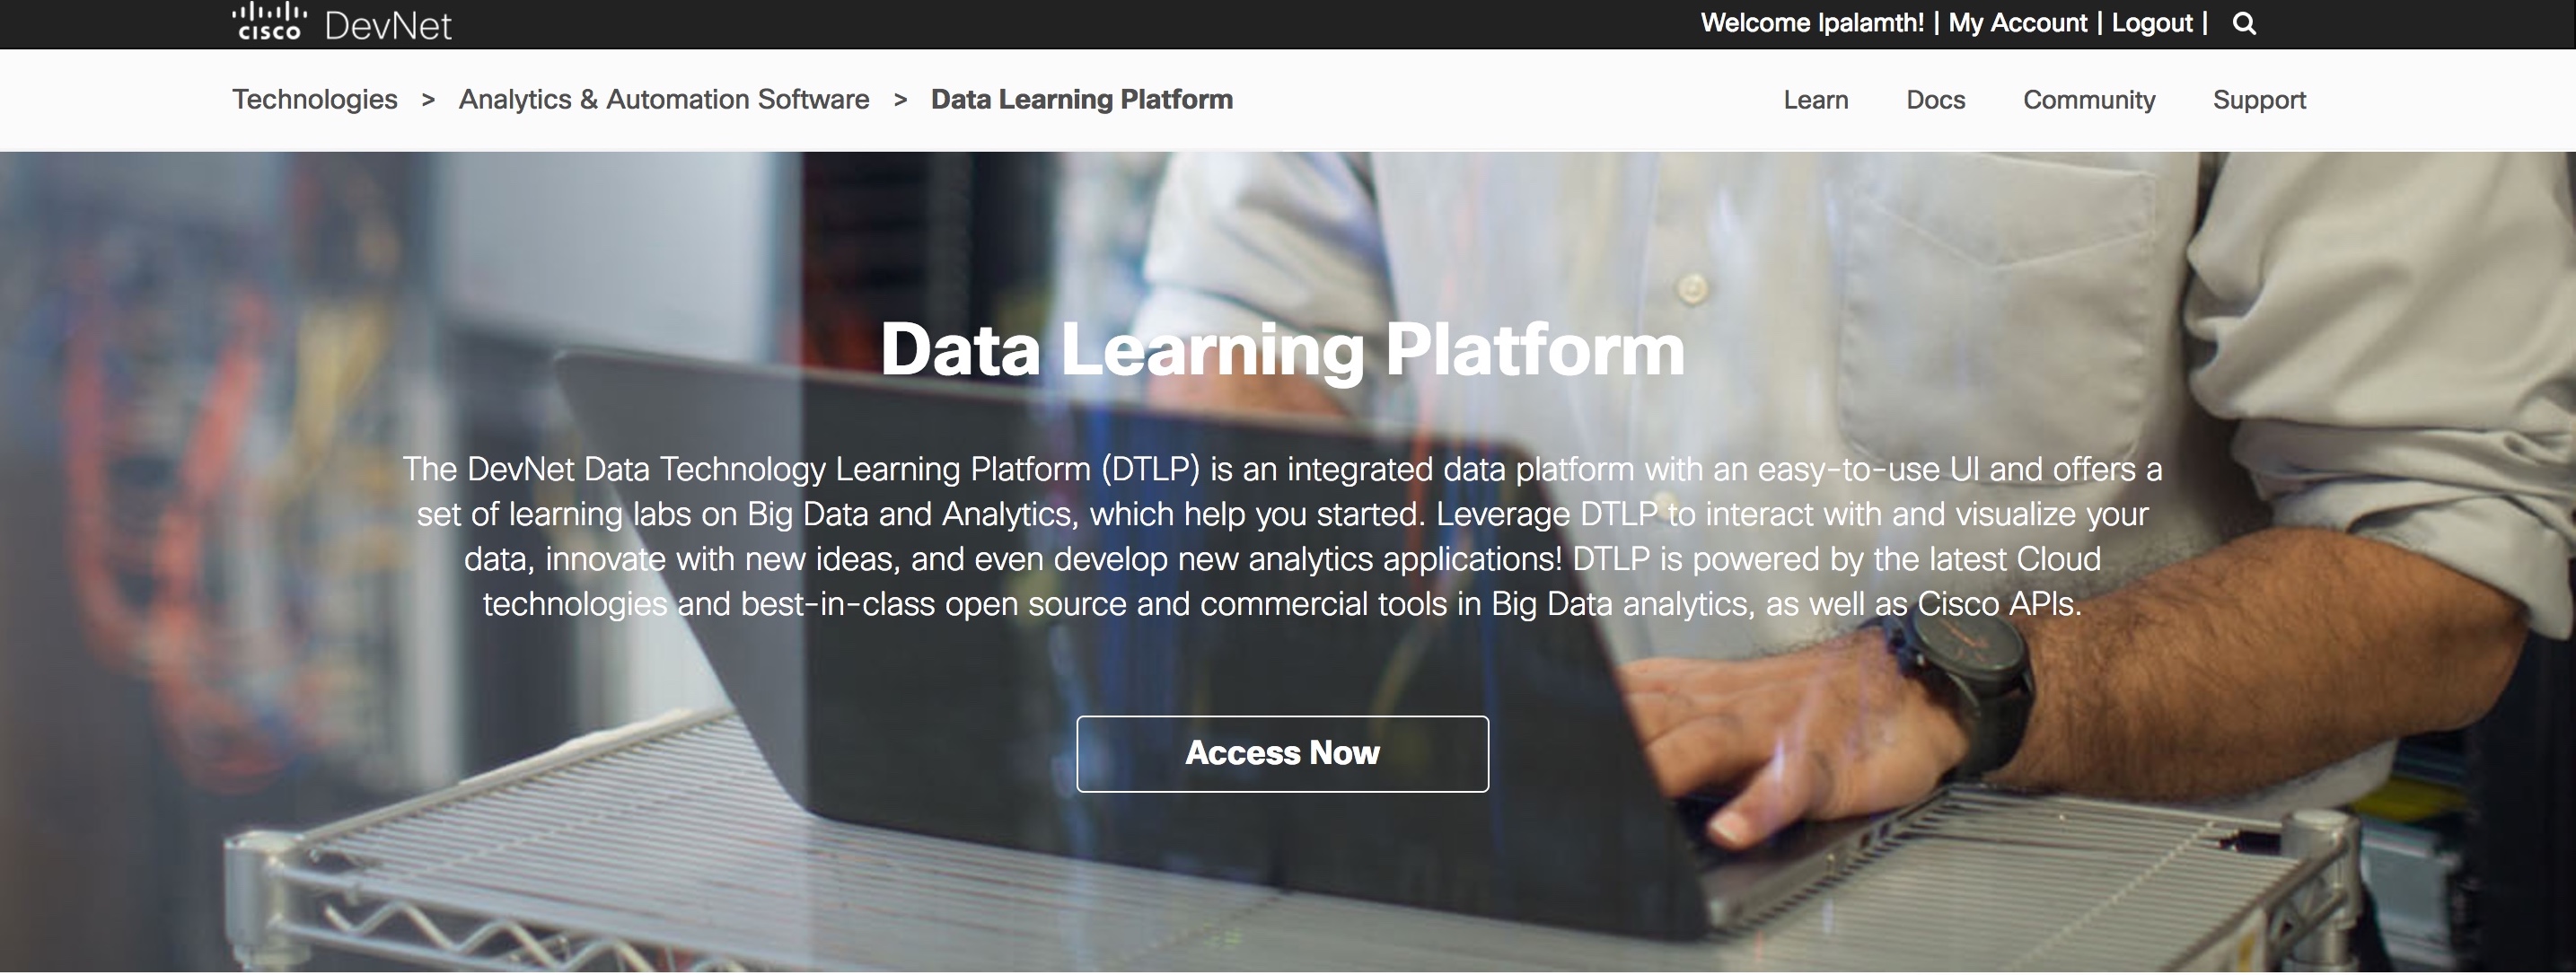 cisco DevNet
Welcome lpalamth! | My Account | Logout |
Technologies > Analytics & Automation Software > Data Learning Platform
Learn Docs Community Support
Data Learning Platform
The DevNet Data Technology Learning Platform (DTLP) is an integrated data platform with an easy-to-use UI and offers a
set of learning labs on Big Data and Analytics, which help you started. Leverage DTLP to interact with and visualize your
data, innovate with new ideas, and even develop new analytics applications! DTLP is powered by the latest Cloud
technologies and best-in-class open source and commercial tools in Big Data analytics, as well as Cisco APIs.
Access Now